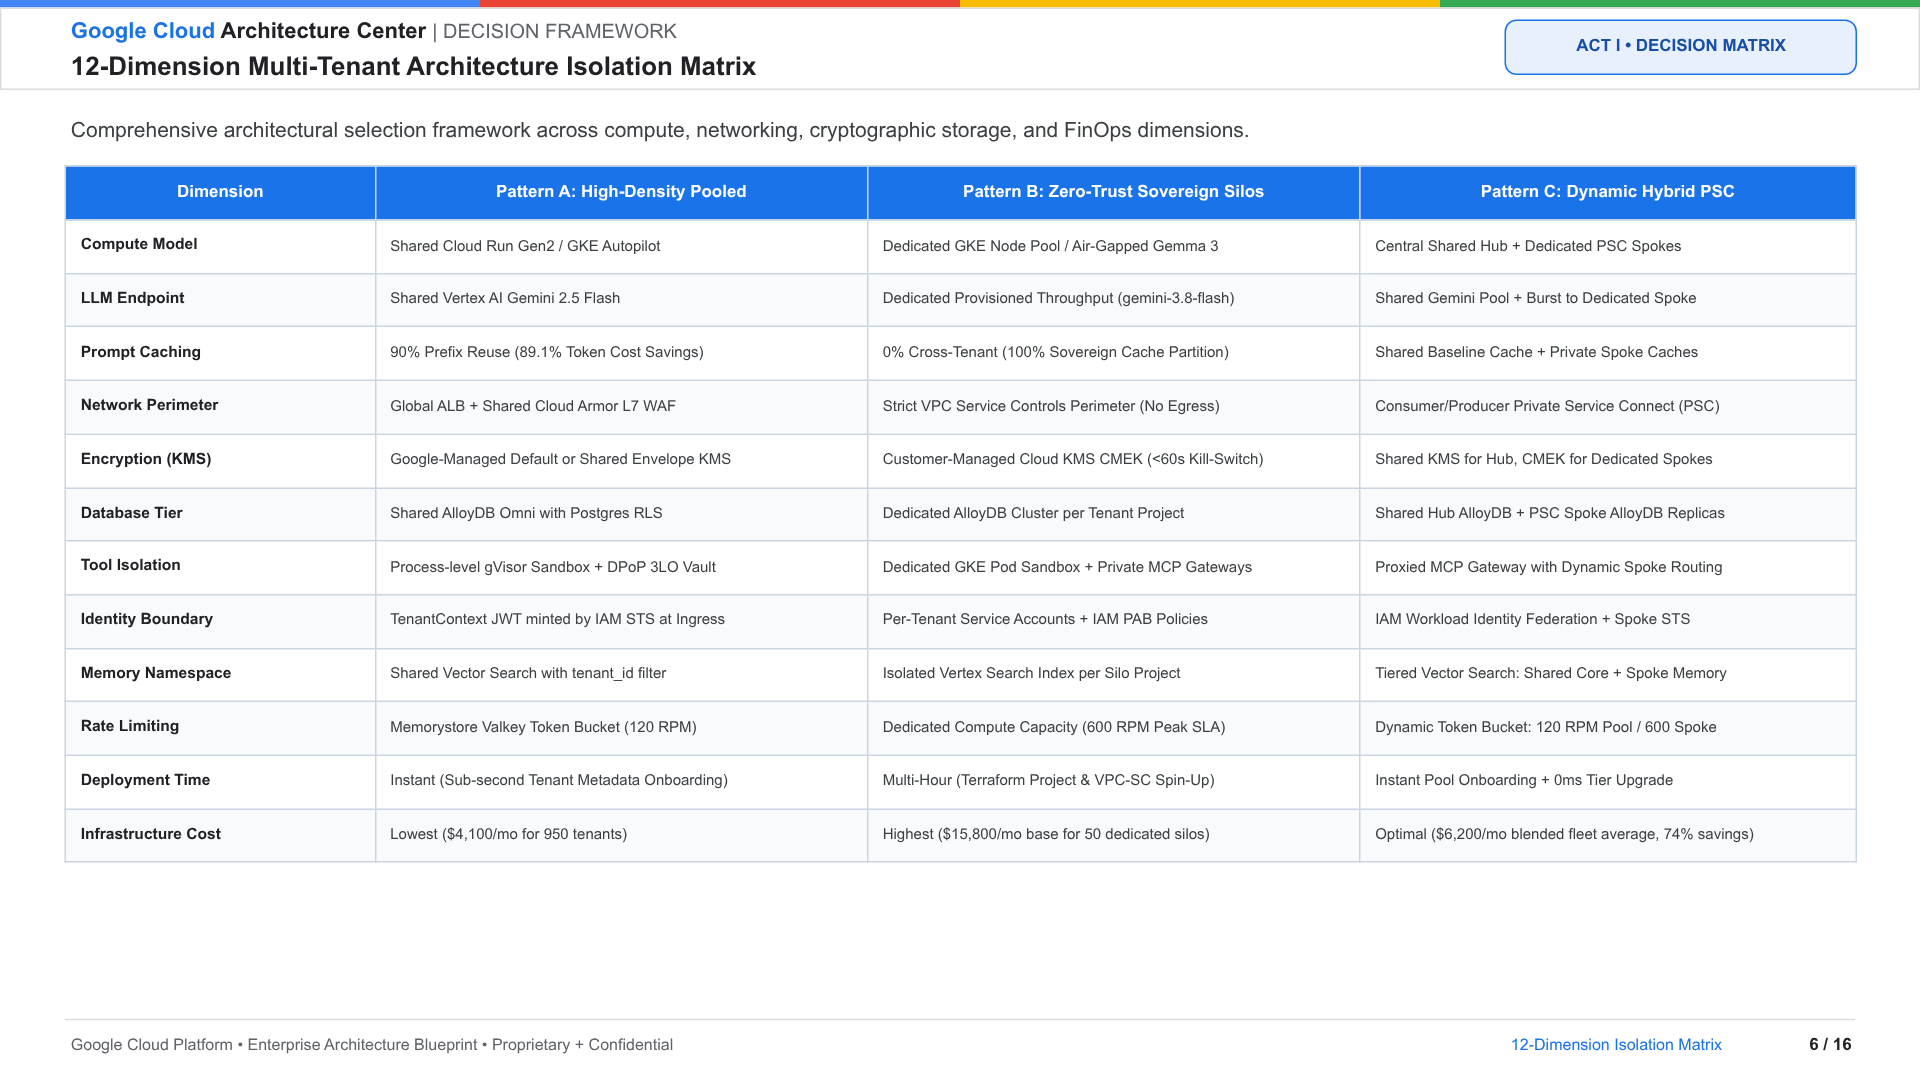 Google Cloud Architecture Center | DECISION FRAMEWORK
12-Dimension Multi-Tenant Architecture Isolation Matrix
ACT I • DECISION MATRIX
Comprehensive architectural selection framework across compute, networking, cryptographic storage, and FinOps dimensions.
Dimension | Pattern A: High-Density Pooled | Pattern B: Zero-Trust Sovereign Silos | Pattern C: Dynamic Hybrid PSC
Compute Model | Shared Cloud Run Gen2 / GKE Autopilot | Dedicated GKE Node Pool / Air-Gapped Gemma 3 | Central Shared Hub + Dedicated PSC Spokes
LLM Endpoint | Shared Vertex AI Gemini 2.5 Flash | Dedicated Provisioned Throughput (gemini-3.8-flash) | Shared Gemini Pool + Burst to Dedicated Spoke
Prompt Caching | 90% Prefix Reuse (89.1% Token Cost Savings) | 0% Cross-Tenant (100% Sovereign Cache Partition) | Shared Baseline Cache + Private Spoke Caches
Network Perimeter | Global ALB + Shared Cloud Armor L7 WAF | Strict VPC Service Controls Perimeter (No Egress) | Consumer/Producer Private Service Connect (PSC)
Encryption (KMS) | Google-Managed Default or Shared Envelope KMS | Customer-Managed Cloud KMS CMEK (<60s Kill-Switch) | Shared KMS for Hub, CMEK for Dedicated Spokes
Database Tier | Shared AlloyDB Omni with Postgres RLS | Dedicated AlloyDB Cluster per Tenant Project | Shared Hub AlloyDB + PSC Spoke AlloyDB Replicas
Tool Isolation | Process-level gVisor Sandbox + DPoP 3LO Vault | Dedicated GKE Pod Sandbox + Private MCP Gateways | Proxied MCP Gateway with Dynamic Spoke Routing
Identity Boundary | TenantContext JWT minted by IAM STS at Ingress | Per-Tenant Service Accounts + IAM PAB Policies | IAM Workload Identity Federation + Spoke STS
Memory Namespace | Shared Vector Search with tenant_id filter | Isolated Vertex Search Index per Silo Project | Tiered Vector Search: Shared Core + Spoke Memory
Rate Limiting | Memorystore Valkey Token Bucket (120 RPM) | Dedicated Compute Capacity (600 RPM Peak SLA) | Dynamic Token Bucket: 120 RPM Pool / 600 Spoke
Deployment Time | Instant (Sub-second Tenant Metadata Onboarding) | Multi-Hour (Terraform Project & VPC-SC Spin-Up) | Instant Pool Onboarding + 0ms Tier Upgrade
Infrastructure Cost | Lowest ($4,100/mo for 950 tenants) | Highest ($15,800/mo base for 50 dedicated silos) | Optimal ($6,200/mo blended fleet average, 74% savings)
Google Cloud Platform • Enterprise Architecture Blueprint • Proprietary + Confidential
12-Dimension Isolation Matrix
6 / 16